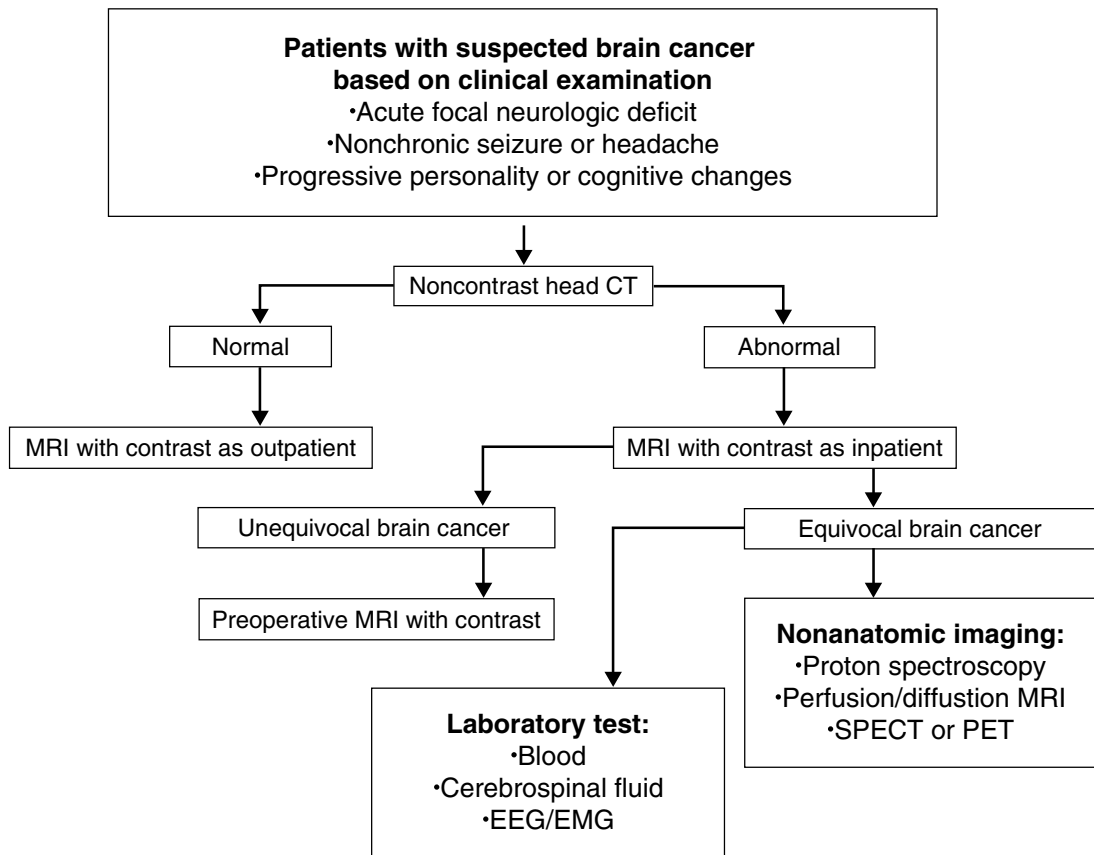 Patients with suspected brain cancer
based on clinical examination
•Acute focal neurologic deficit
•Nonchronic seizure or headache
•Progressive personality or cognitive changes
Noncontrast head CT
Normal
Abnormal
MRI with contrast as outpatient
MRI with contrast as inpatient
Unequivocal brain cancer
Equivocal brain cancer
Preoperative MRI with contrast
Nonanatomic imaging:
•Proton spectroscopy
•Perfusion/diffustion MRI
•SPECT or PET
Laboratory test:
•Blood
•Cerebrospinal fluid
•EEG/EMG